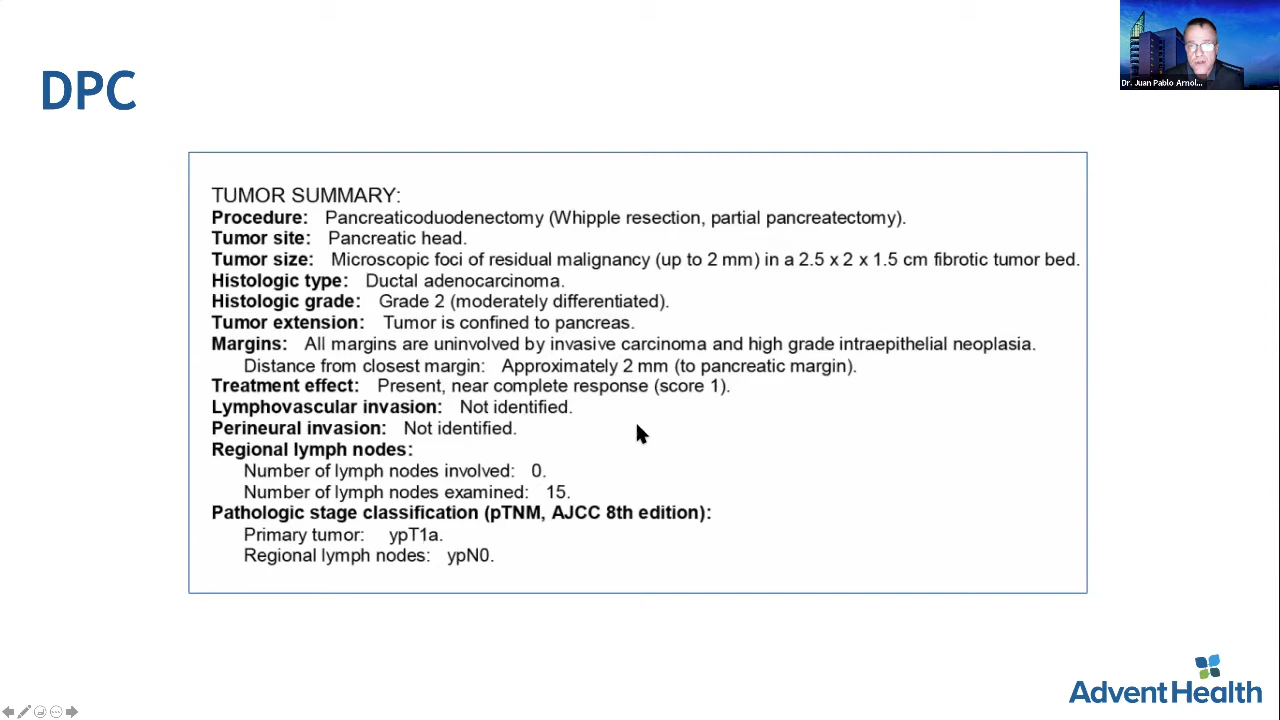 DPC
Dr. Juan Pablo Arnol...
TUMOR SUMMARY:
Procedure: Pancreaticoduodenectomy (Whipple resection, partial pancreatectomy).
Tumor site: Pancreatic head.
Tumor size: Microscopic foci of residual malignancy (up to 2 mm) in a 2.5 x 2 x 1.5 cm fibrotic tumor bed.
Histologic type: Ductal adenocarcinoma.
Histologic grade: Grade 2 (moderately differentiated).
Tumor extension: Tumor is confined to pancreas.
Margins: All margins are uninvolved by invasive carcinoma and high grade intraepithelial neoplasia.
Distance from closest margin: Approximately 2 mm (to pancreatic margin).
Treatment effect: Present, near complete response (score 1).
Lymphovascular invasion: Not identified.
Perineural invasion: Not identified.
Regional lymph nodes:
Number of lymph nodes involved: 0.
Number of lymph nodes examined: 15.
Pathologic stage classification (pTNM, AJCC 8th edition):
Primary tumor: ypT1a.
Regional lymph nodes: ypN0.
AdventHealth